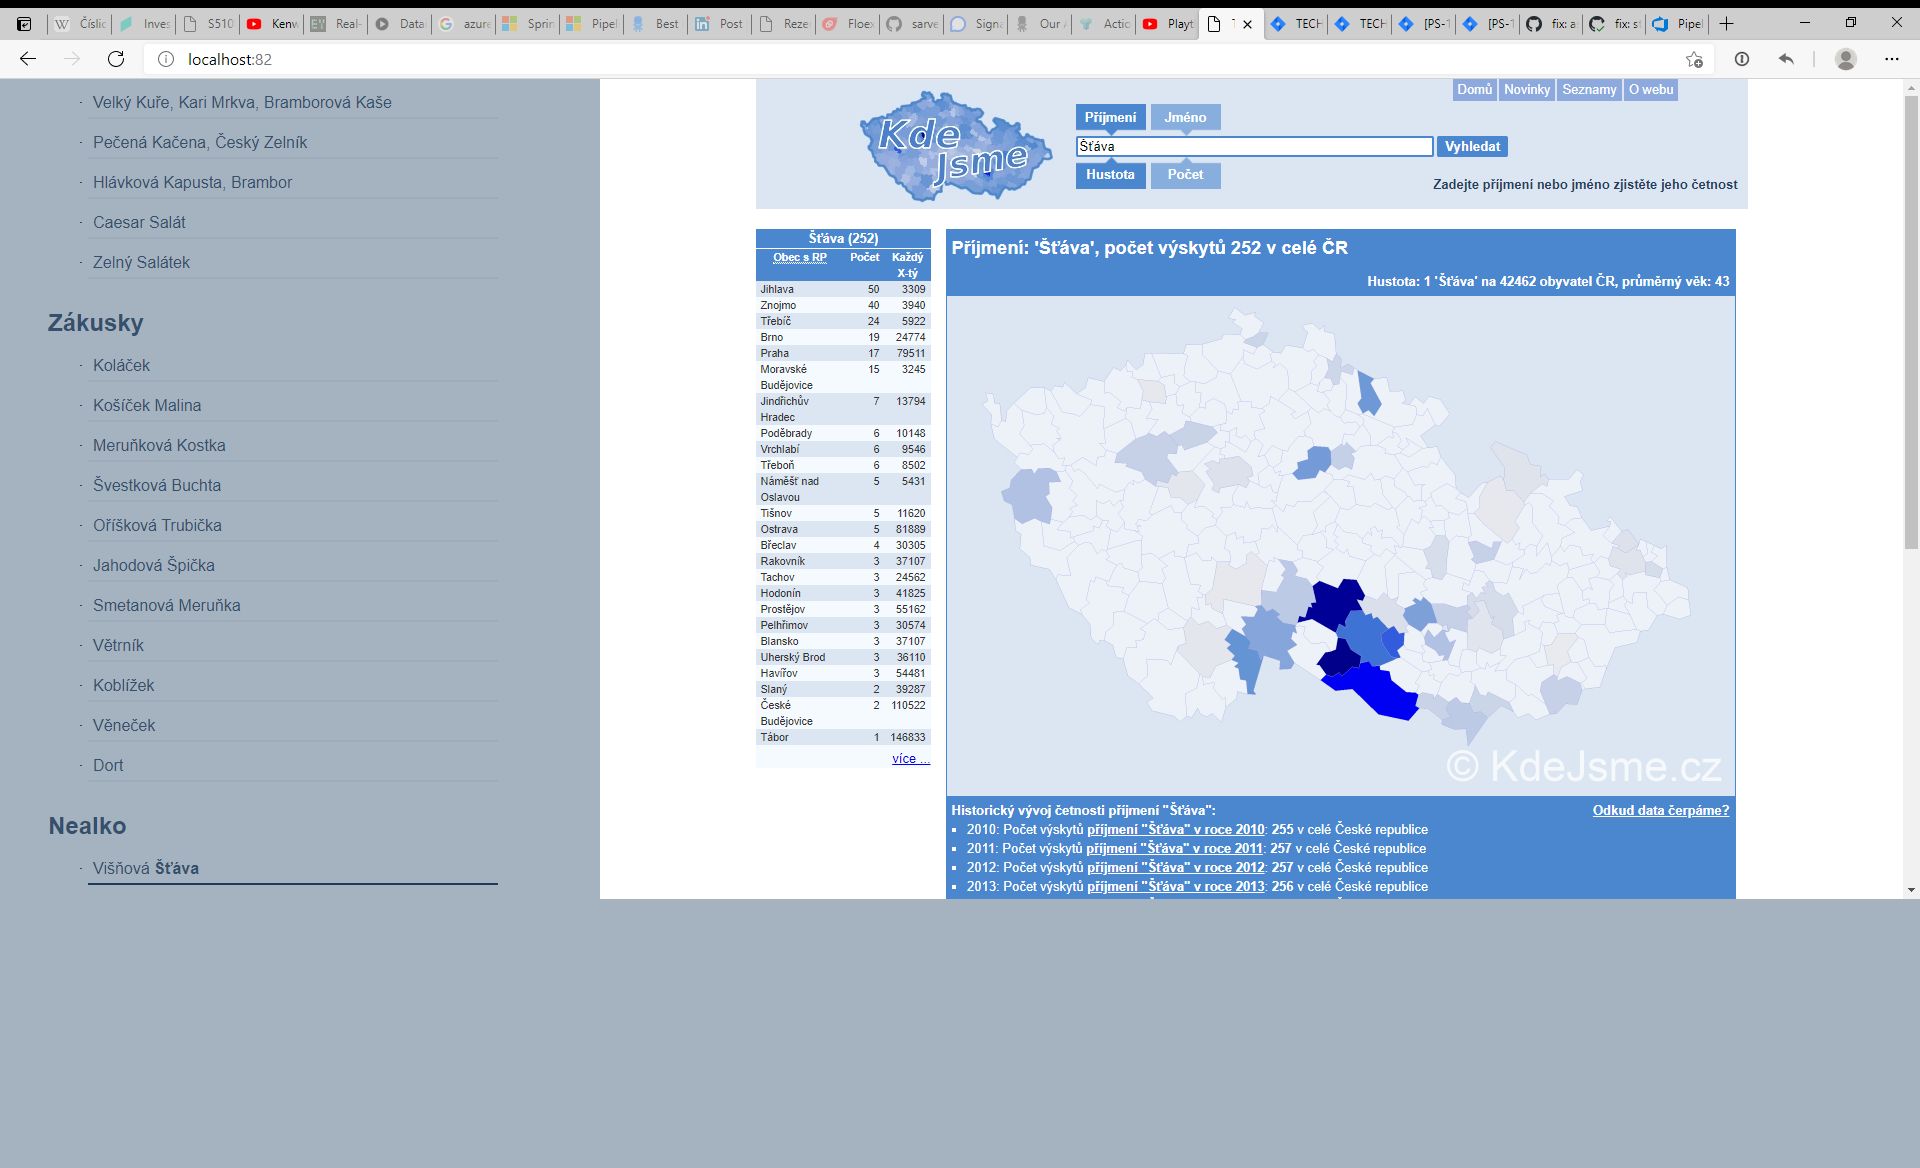 Číslic
Inves
S510
Kenw
Real-
Data
azure
Sprin
Pipel
Best
Post
Reze
Floex
sarve
Signa
Our A
Actio
Playt
TECH
TECH
[PS-1
[PS-1
fix: a
fix: s
Pipel
localhost:82
· Velký Kuře, Kari Mrkva, Bramborová Kaše
· Pečená Kačena, Český Zelník
· Hlávková Kapusta, Brambor
· Caesar Salát
· Zelný Salátek
Zákusky
· Koláček
· Košíček Malina
· Meruňková Kostka
· Švestková Buchta
· Oříšková Trubička
· Jahodová Špička
· Smetanová Meruňka
· Větrník
· Koblížek
· Věneček
· Dort
Nealko
· Višňová Šťáva
Domů Novinky Seznamy O webu
Kde
Jsme
Příjmení Jméno
Šťáva Vyhledat
Hustota Počet
Zadejte příjmení nebo jméno zjistěte jeho četnost
Šťáva (252)
Obec s RP Počet Každý
X-tý
Jihlava 50 3309
Znojmo 40 3940
Třebíč 24 5922
Brno 19 24774
Praha 17 79511
Moravské 15 3245
Budějovice
Jindřichův 7 13794
Hradec
Poděbrady 6 10148
Vrchlabí 6 9546
Třeboň 6 8502
Náměšť nad 5 5431
Oslavou
Tišnov 5 11620
Ostrava 5 81889
Břeclav 4 30305
Rakovník 3 37107
Tachov 3 24562
Hodonín 3 41825
Prostějov 3 55162
Pelhřimov 3 30574
Blansko 3 37107
Uherský Brod 3 36110
Havířov 3 54481
Slaný 2 39287
České 2 110522
Budějovice
Tábor 1 146833
více ...
Příjmení: 'Šťáva', počet výskytů 252 v celé ČR
Hustota: 1 'Šťáva' na 42462 obyvatel ČR, průměrný věk: 43
© KdeJsme.cz
Historický vývoj četnosti příjmení "Šťáva": Odkud data čerpáme?
2010: Počet výskytů příjmení "Šťáva" v roce 2010: 255 v celé České republice
2011: Počet výskytů příjmení "Šťáva" v roce 2011: 257 v celé České republice
2012: Počet výskytů příjmení "Šťáva" v roce 2012: 257 v celé České republice
2013: Počet výskytů příjmení "Šťáva" v roce 2013: 256 v celé České republice